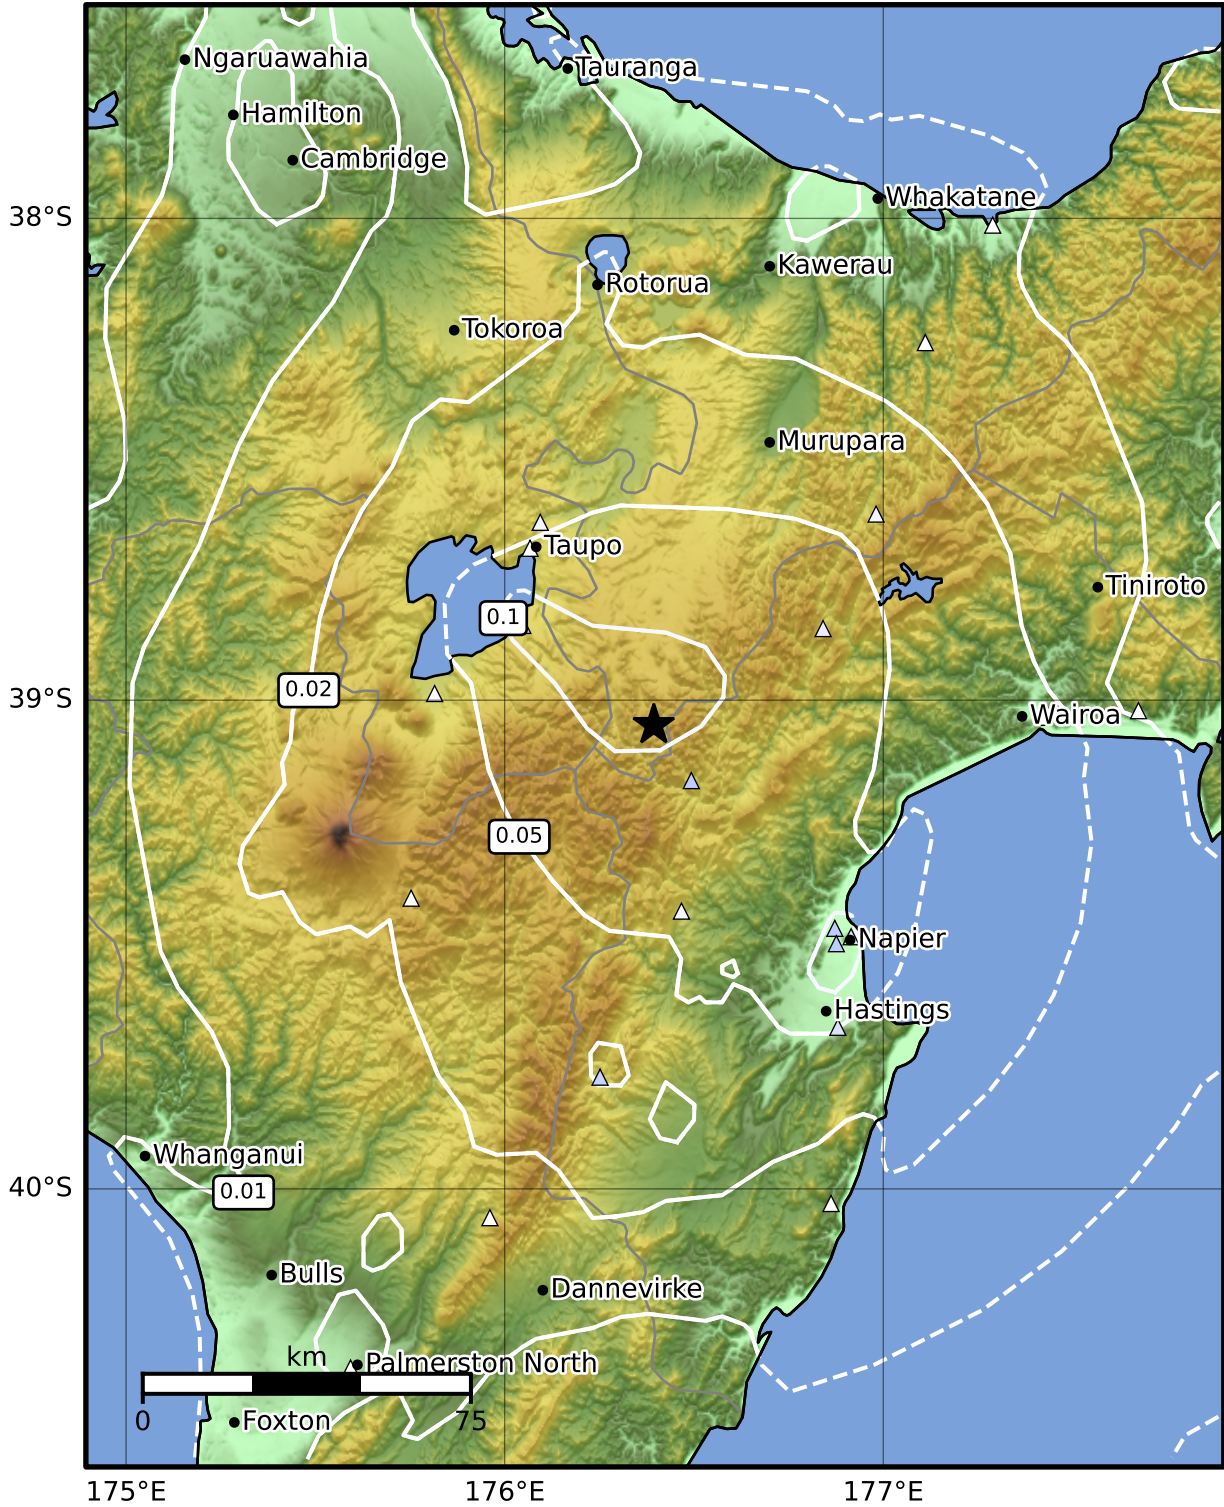 Ngaruawahia
Tauranga
Hamilton
Cambridge
Whakatane
38°S
Kawerau
Rotorua
Tokoroa
Murupara
Taupo
Tiniroto
0.1
0.02
39°S
Wairoa
0.05
Napier
Hastings
Whanganui
40°S
0.01
Bulls
Dannevirke
km
Palmerston North
0
75
Foxton
175°E
176°E
177°E